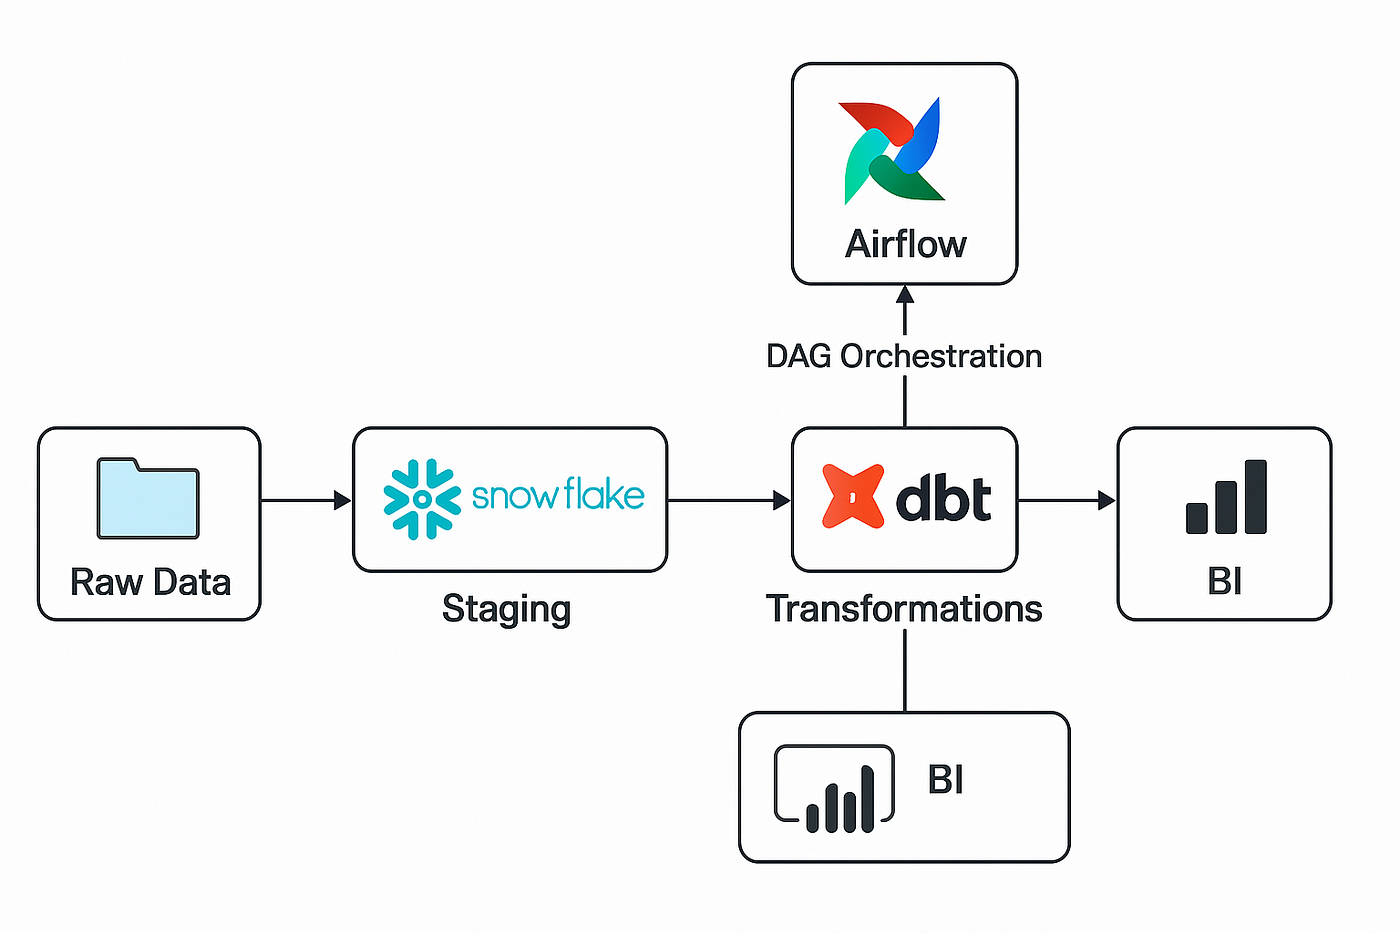 Airflow
DAG Orchestration
Raw Data
snowflake
Staging
dbt
Transformations
BI
BI